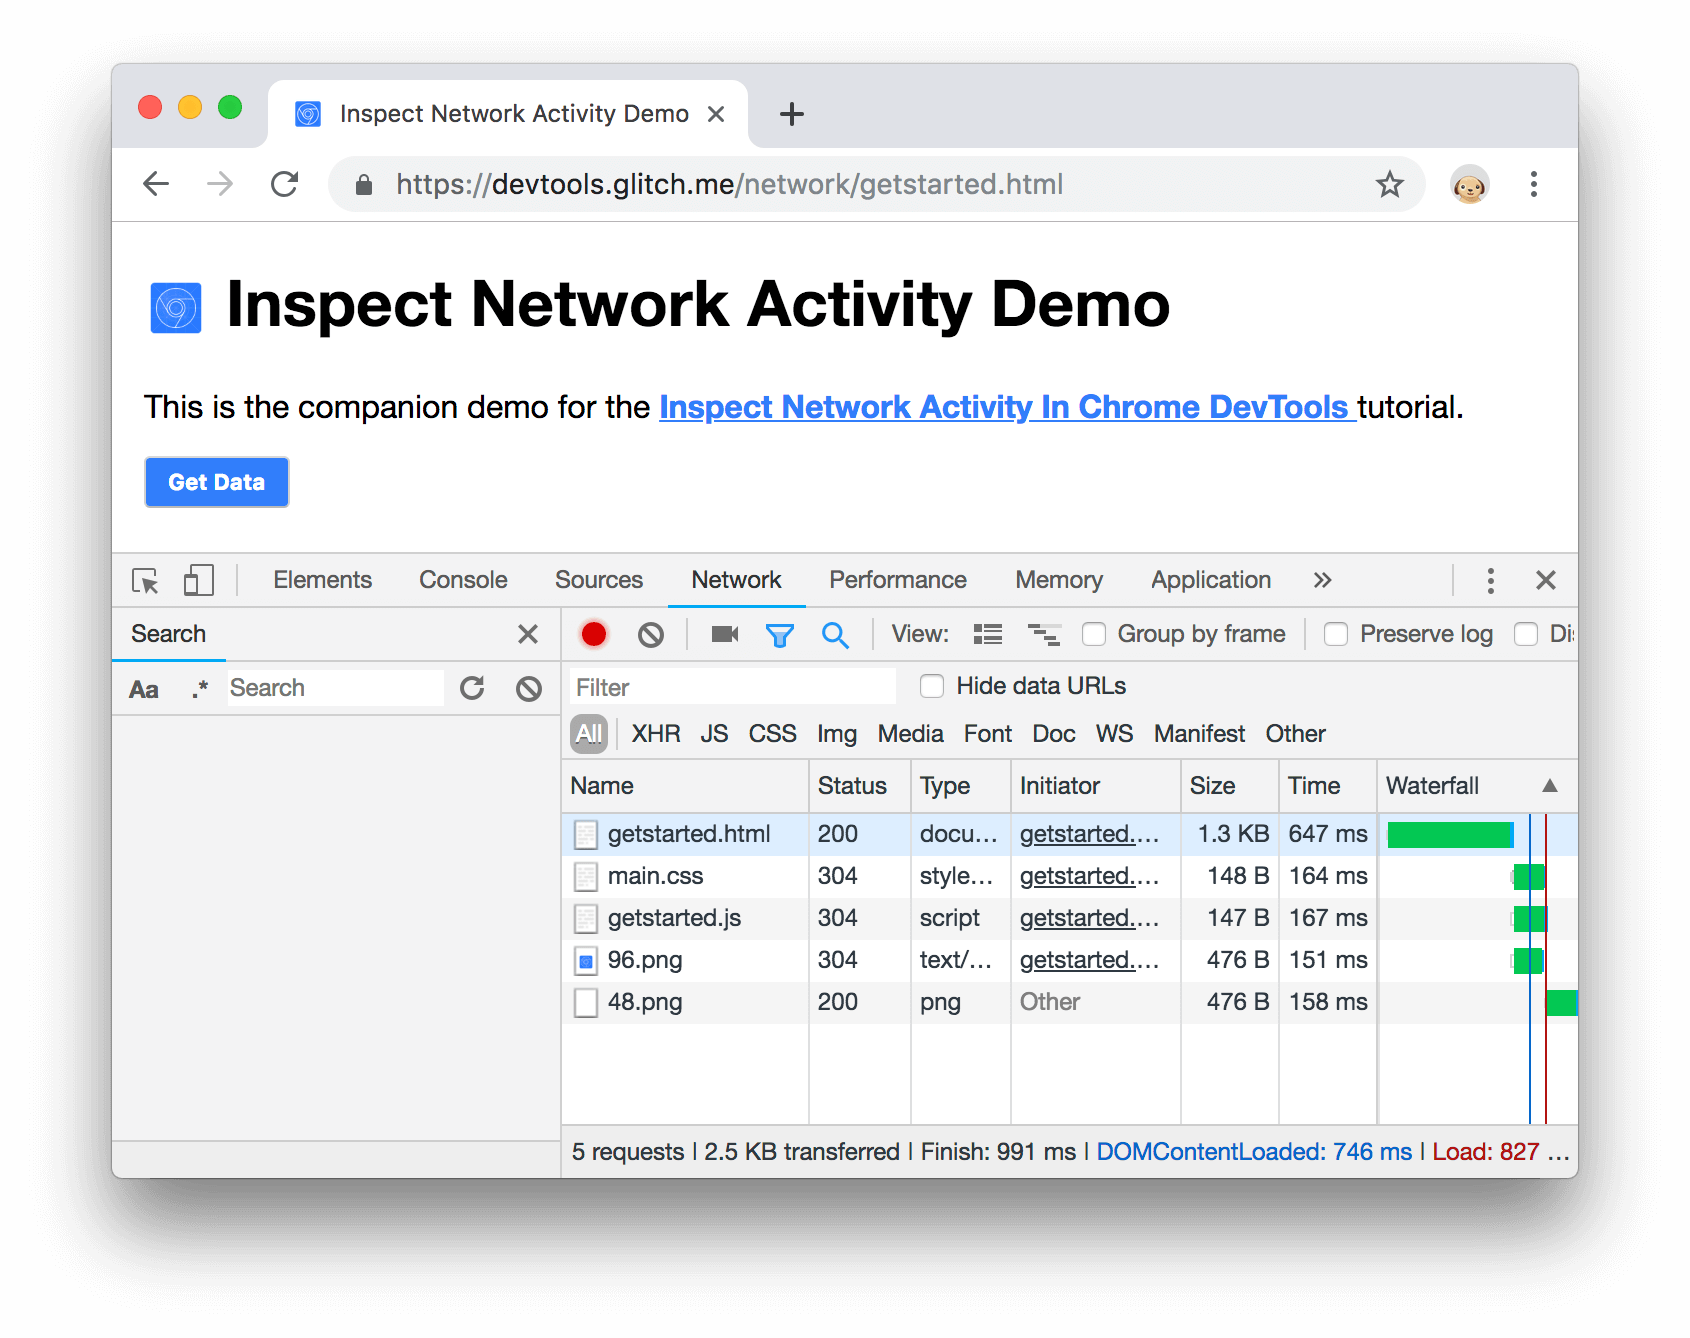 Inspect Network Activity Demo
https://devtools.glitch.me/network/getstarted.html
Inspect Network Activity Demo
This is the companion demo for the Inspect Network Activity In Chrome DevTools tutorial.
Get Data
Elements Console Sources Network Performance Memory Application
Search
View: Group by frame Preserve log Di
Aa .* Search
Filter Hide data URLs
All XHR JS CSS Img Media Font Doc WS Manifest Other
Name Status Type Initiator Size Time Waterfall
getstarted.html 200 docu... getstarted.... 1.3 KB 647 ms
main.css 304 style... getstarted.... 148 B 164 ms
getstarted.js 304 script getstarted.... 147 B 167 ms
96.png 304 text/... getstarted.... 476 B 151 ms
48.png 200 png Other 476 B 158 ms
5 requests | 2.5 KB transferred | Finish: 991 ms | DOMContentLoaded: 746 ms | Load: 827 ...